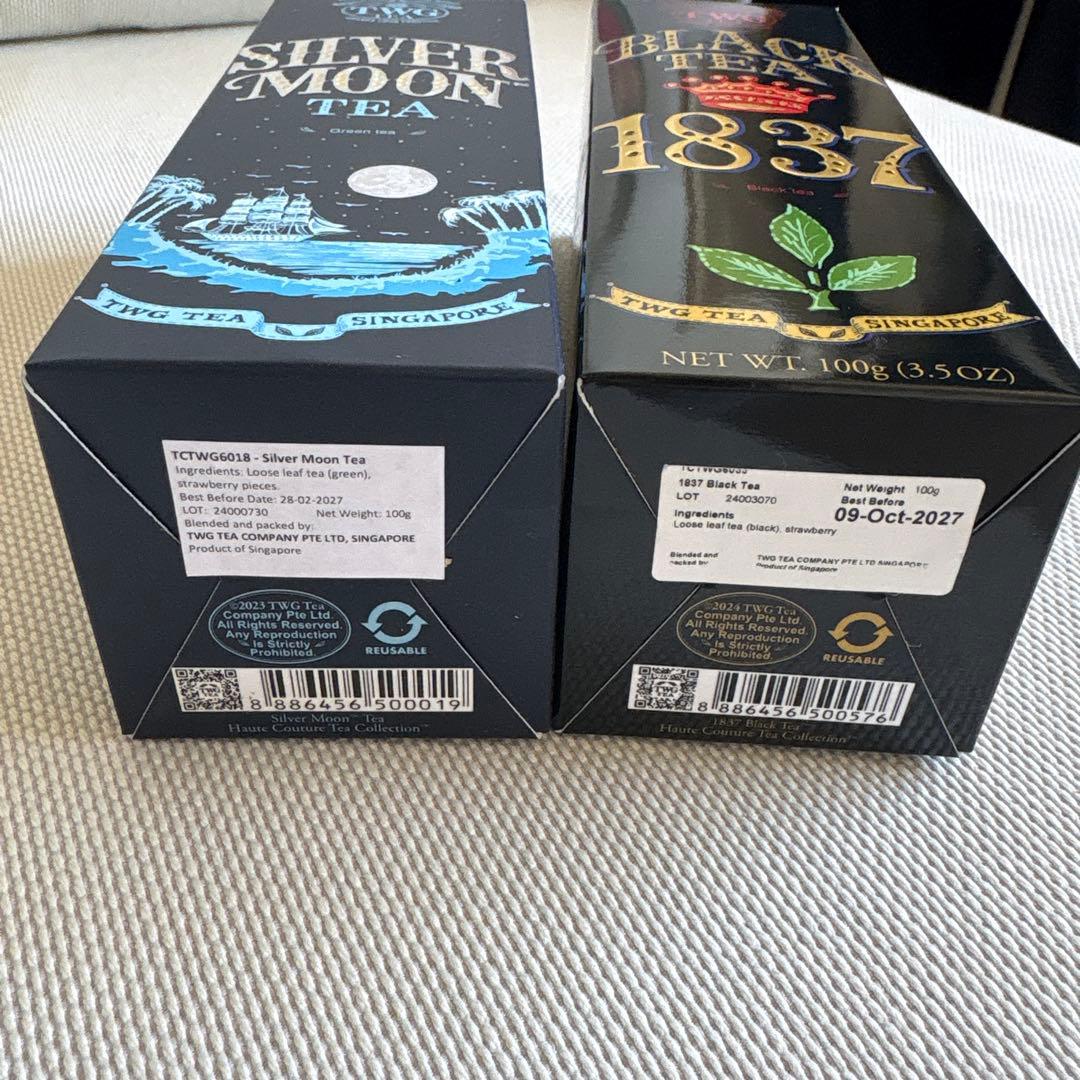 TWG
SILVER
MOON
TEA
Green tea
TWG TEA SINGAPORE
TCTWG6018 - Silver Moon Tea
Ingredients: Loose leaf tea (green),
strawberry pieces.
Best Before Date: 28-02-2027
LOT: 24000730 Net Weight: 100g
Blended and packed by:
TWG TEA COMPANY PTE LTD, SINGAPORE
Product of Singapore
©2023 TWG Tea
Company Pte Ltd.
All Rights Reserved.
Any Reproduction
Is Strictly
Prohibited.
REUSABLE
8 886456 500019
Silver Moon™ Tea
Haute Couture Tea Collection™
TWG
BLACK
TEA
1837
Black tea
TWG TEA SINGAPORE
NET WT. 100g (3.5 OZ)
TCTWG6033
1837 Black Tea Net Weight 100g
LOT 24003070 Best Before
09-Oct-2027
Ingredients
Loose leaf tea (black), strawberry
Blended and
packed by TWG TEA COMPANY PTE LTD SINGAPORE
Product of Singapore
©2024 TWG Tea
Company Pte Ltd.
All Rights Reserved.
Any Reproduction
Is Strictly
Prohibited.
REUSABLE
8 886456 500576
1837 Black Tea™
Haute Couture Tea Collection™